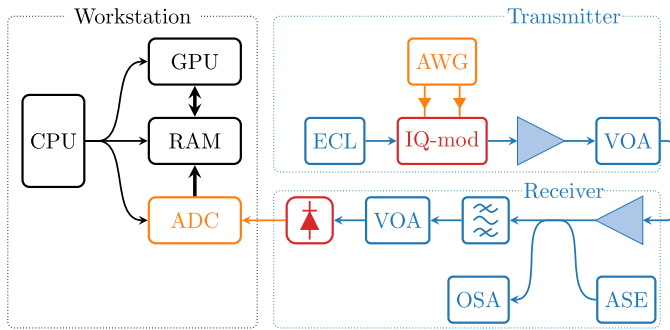 Workstation
Transmitter
GPU
AWG
CPU
RAM
ECL
IQ-mod
VOA
Receiver
ADC
VOA
OSA
ASE